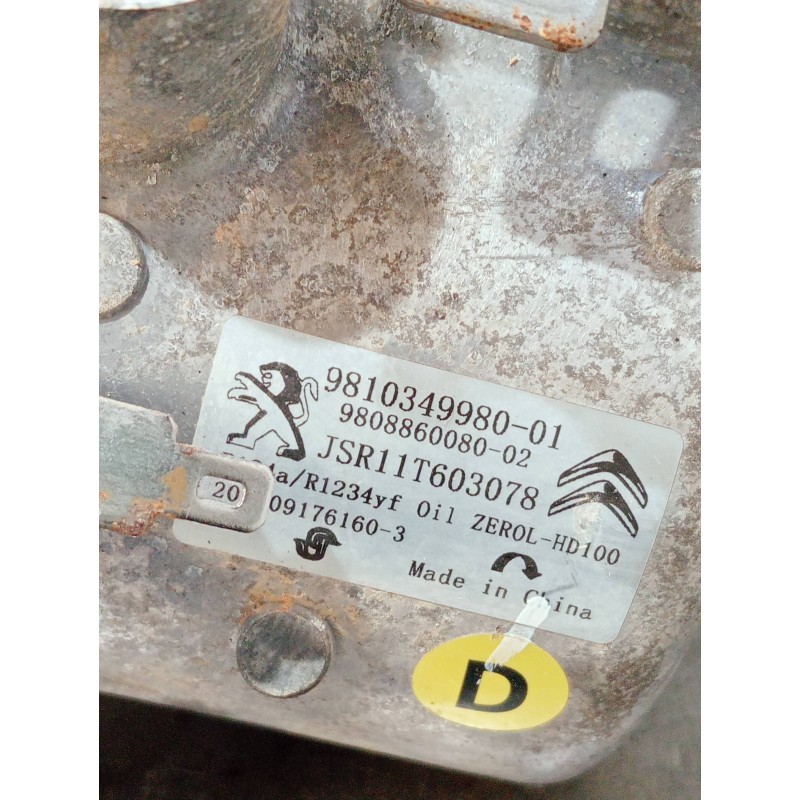 9810349980-01
9808860080-02
JSR11T603078
/R1234yf Oil ZEROL-HD100
20
09176160-3
Made in China
D